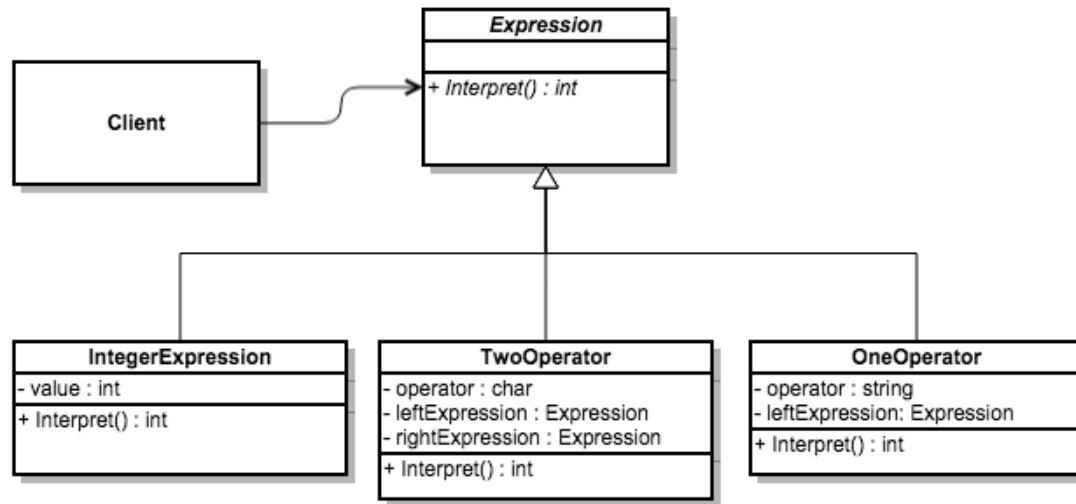 Expression
+ Interpret() : int
Client
IntegerExpression
- value : int
+ Interpret() : int
TwoOperator
- operator : char
- leftExpression : Expression
- rightExpression : Expression
+ Interpret() : int
OneOperator
- operator : string
- leftExpression: Expression
+ Interpret() : int